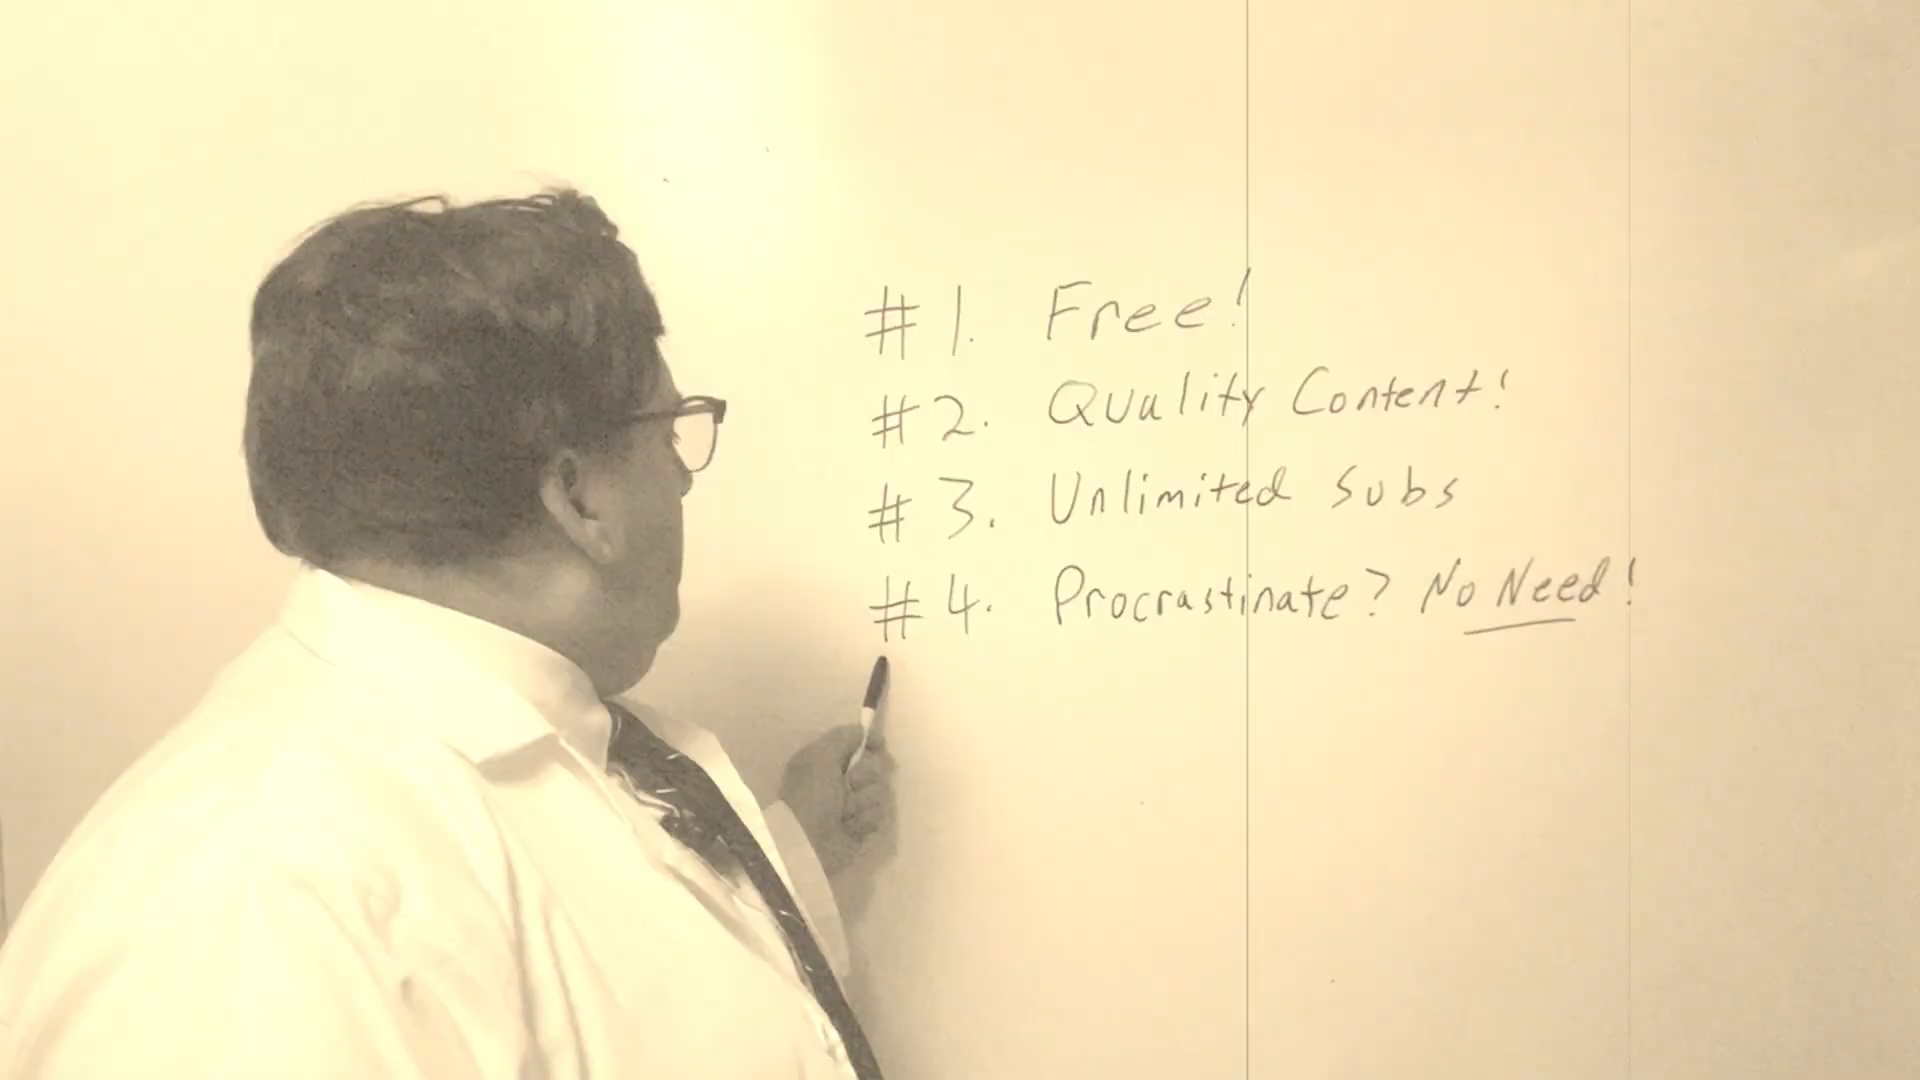 #1. Free!
#2. Quality Content!
#3. Unlimited subs
#4. Procrastinate? No Need!